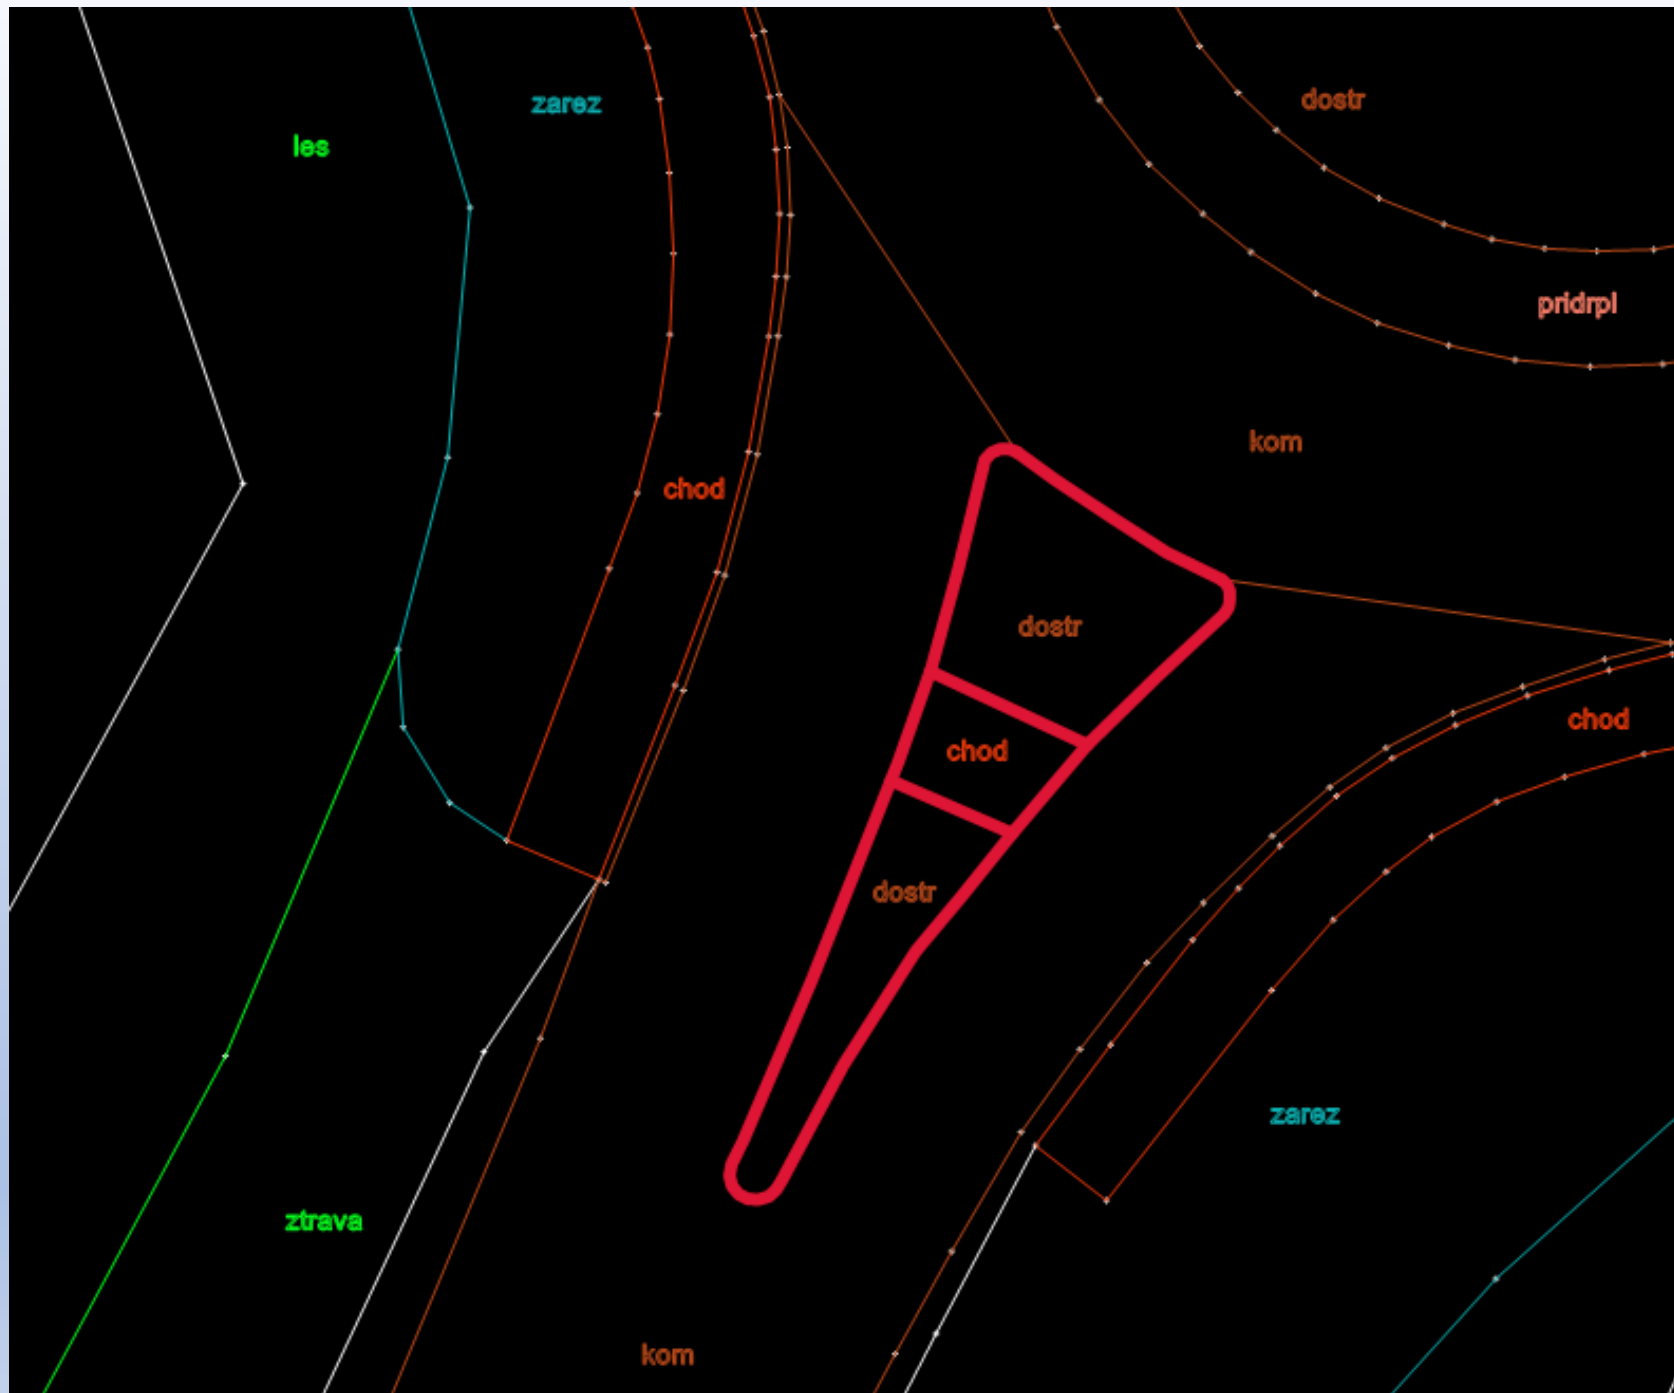 dostr
zarez
les
pridrpl
kom
chod
dostr
chod
chod
dostr
zarez
ztrava
kom